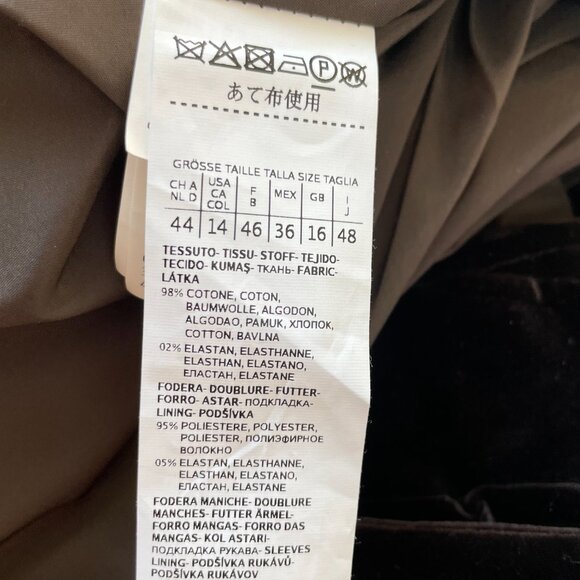 P W
あて布使用
GRÖSSE TAILLE TALLA SIZE TAGLIA
CH A NL D USA CA COL F B MEX GB I J
44 14 46 36 16 48
TESSUTO- TISSU- STOFF- TEJIDO-
TECIDO- KUMAŞ- ТКАНЬ- FABRIC-
LÁTKA
98% COTONE, COTON,
BAUMWOLLE, ALGODON,
ALGODAO, PAMUK, ХЛОПОК,
COTTON, BAVLNA
02% ELASTAN, ELASTHANNE,
ELASTHAN, ELASTANO,
ЕЛАСТАН, ELASTANE
FODERA- DOUBLURE- FUTTER-
FORRO- ASTAR- ПОДКЛАДКА-
LINING- PODŠÍVKA
95% POLIESTERE, POLYESTER,
POLIESTER, ПОЛИЭФИРНОЕ
ВОЛОКНО
05% ELASTAN, ELASTHANNE,
ELASTHAN, ELASTANO,
ЕЛАСТАН, ELASTANE
FODERA MANICHE- DOUBLURE
MANCHES- FUTTER ÄRMEL-
FORRO MANGAS- FORRO DAS
MANGAS- KOL ASTARI-
ПОДКЛАДКА РУКАВА- SLEEVES
LINING- PODŠÍVKA RUKÁVŮ-
PODŠÍVKA RUKÁVOV